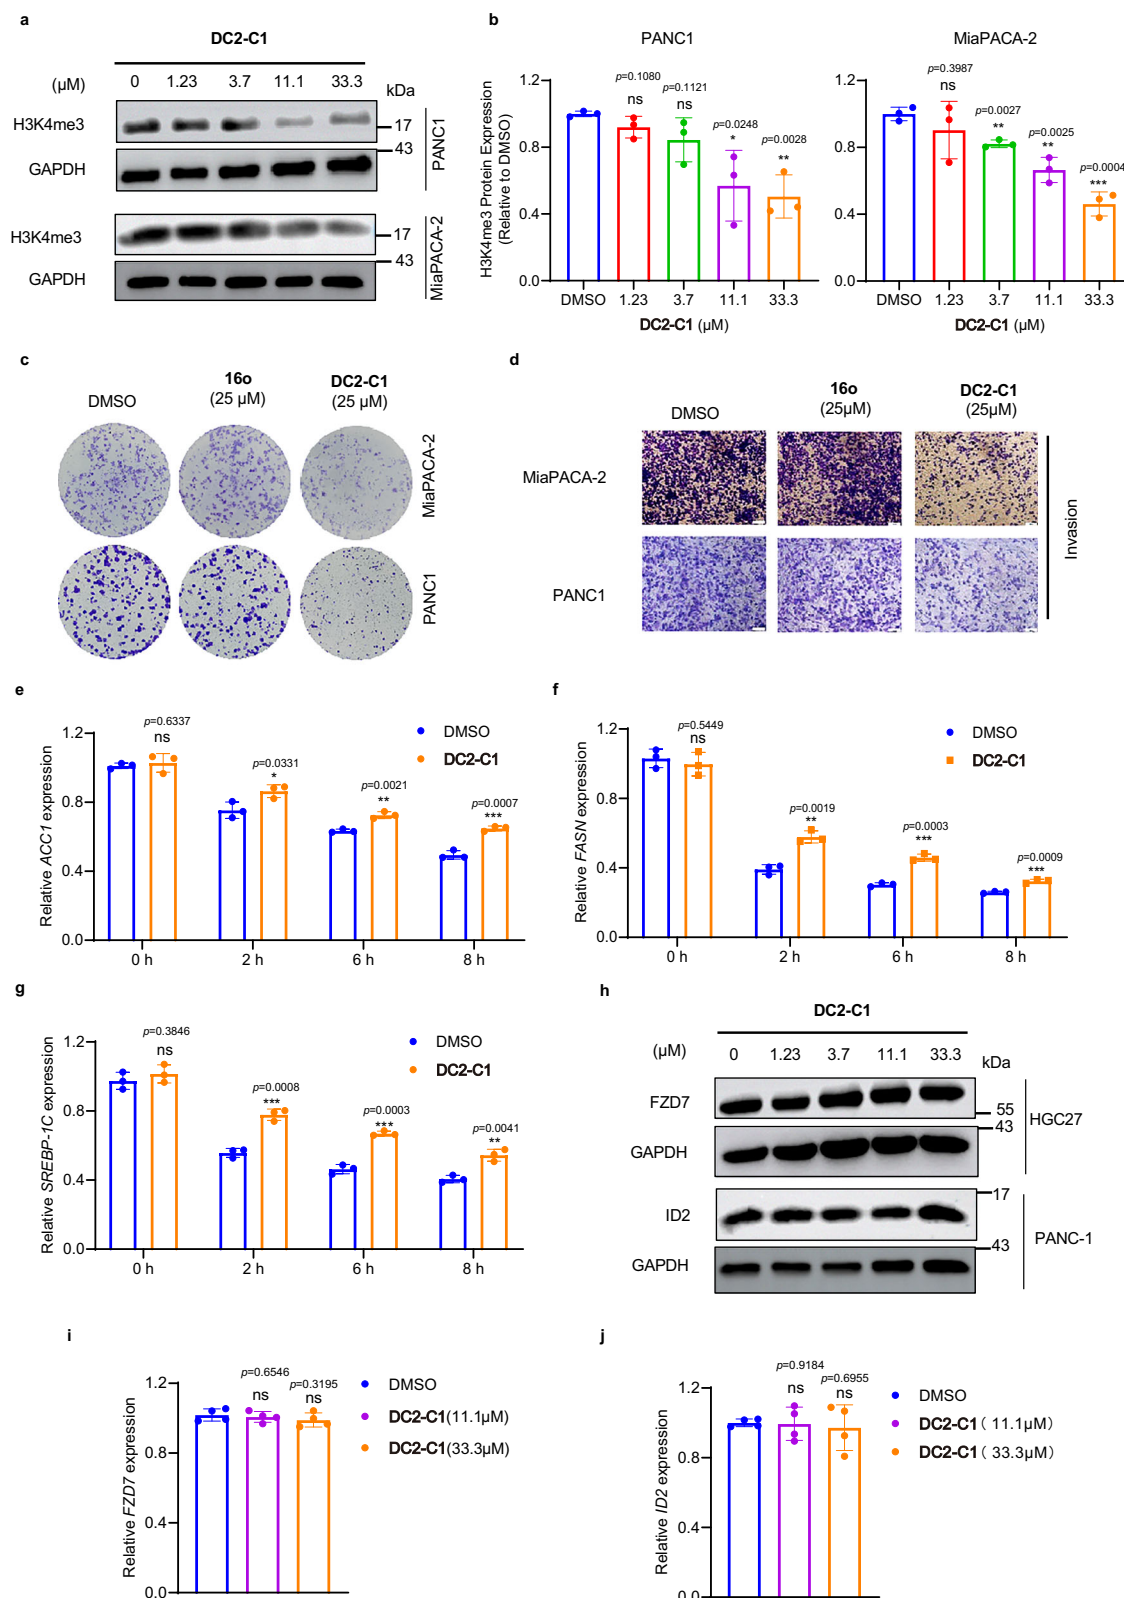 a
DC2-C1
(μM) 0 1.23 3.7 11.1 33.3 kDa
H3K4me3 17
43
GAPDH
PANC1
H3K4me3 17
43
GAPDH
MiaPACA-2
b
PANC1
H3K4me3 Protein Expression
(Relative to DMSO)
1.2
0.8
0.4
0.0
p=0.1080
ns
p=0.1121
ns
p=0.0248
*
p=0.0028
**
DMSO 1.23 3.7 11.1 33.3
DC2-C1 (μM)
MiaPACA-2
1.2
0.8
0.4
0.0
p=0.3987
ns
p=0.0027
**
p=0.0025
**
p=0.0004
***
DMSO 1.23 3.7 11.1 33.3
DC2-C1 (μM)
c
DMSO
16o
(25 μM)
DC2-C1
(25 μM)
MiaPACA-2
PANC1
d
DMSO
16o
(25μM)
DC2-C1
(25μM)
MiaPACA-2
PANC1
Invasion
e
Relative ACC1 expression
1.2
0.8
0.4
0.0
p=0.6337
ns
p=0.0331
*
p=0.0021
**
p=0.0007
***
DMSO
DC2-C1
0 h 2 h 6 h 8 h
f
Relative FASN expression
1.2
0.8
0.4
0.0
p=0.5449
ns
p=0.0019
**
p=0.0003
***
p=0.0009
***
DMSO
DC2-C1
0 h 2 h 6 h 8 h
g
Relative SREBP-1C expression
1.2
0.8
0.4
0.0
p=0.3846
ns
p=0.0008
***
p=0.0003
***
p=0.0041
**
DMSO
DC2-C1
0 h 2 h 6 h 8 h
h
DC2-C1
(μM) 0 1.23 3.7 11.1 33.3 kDa
FZD7 55
43
GAPDH
HGC27
17
ID2
43
GAPDH
PANC-1
i
Relative FZD7 expression
1.2
0.8
0.4
0.0
p=0.6546
ns
p=0.3195
ns
DMSO
DC2-C1(11.1μM)
DC2-C1(33.3μM)
j
Relative ID2 expression
1.2
0.8
0.4
0.0
p=0.9184
ns
p=0.6955
ns
DMSO
DC2-C1（ 11.1μM）
DC2-C1（ 33.3μM）